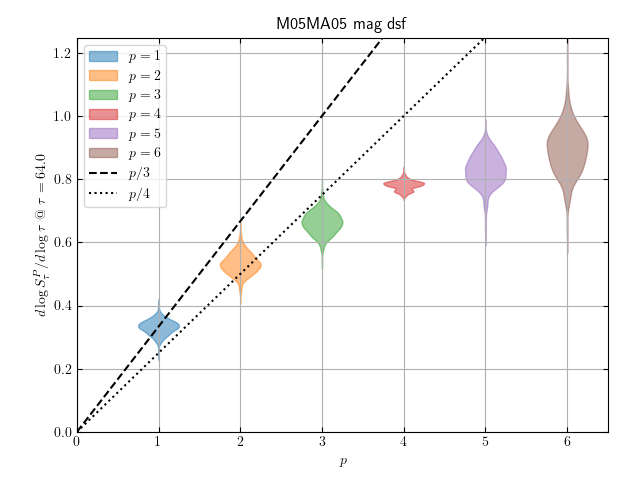 M05MA05 mag dsf
p = 1
p = 2
p = 3
p = 4
p = 5
p = 6
p/3
p/4
d log S_τ^P / d log τ @ τ = 64.0
1.2
1.0
0.8
0.6
0.4
0.2
0.0
0 1 2 3 4 5 6
p